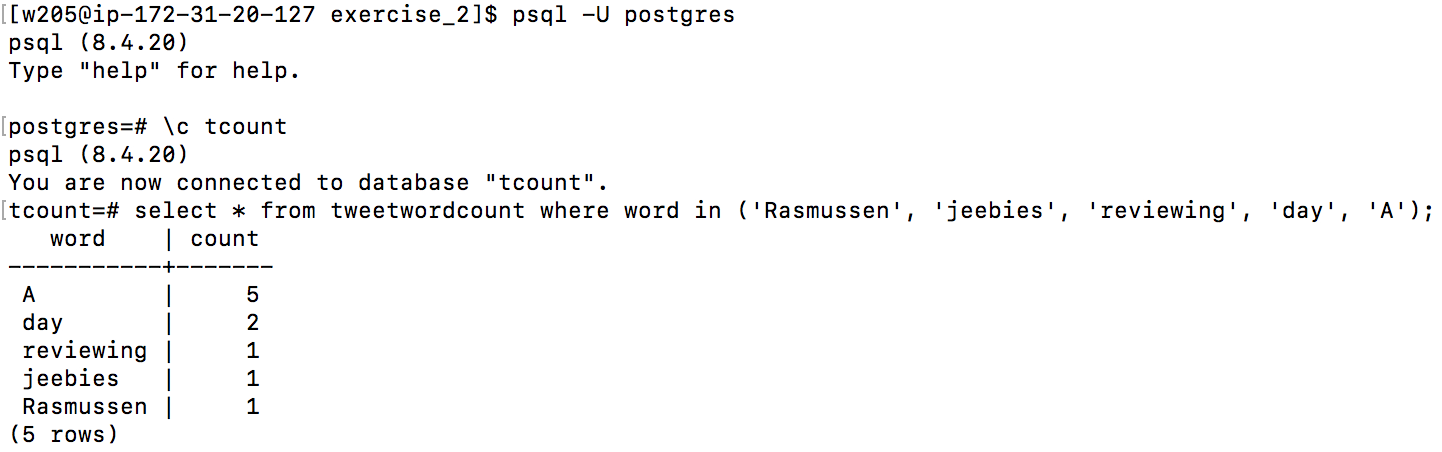 [[w205@ip-172-31-20-127 exercise_2]$ psql -U postgres
psql (8.4.20)
Type "help" for help.
[postgres=# \c tcount
psql (8.4.20)
You are now connected to database "tcount".
[tcount=# select * from tweetwordcount where word in ('Rasmussen', 'jeebies', 'reviewing', 'day', 'A');
   word    | count
-----------+-------
 A         |     5
 day       |     2
 reviewing |     1
 jeebies   |     1
 Rasmussen |     1
(5 rows)